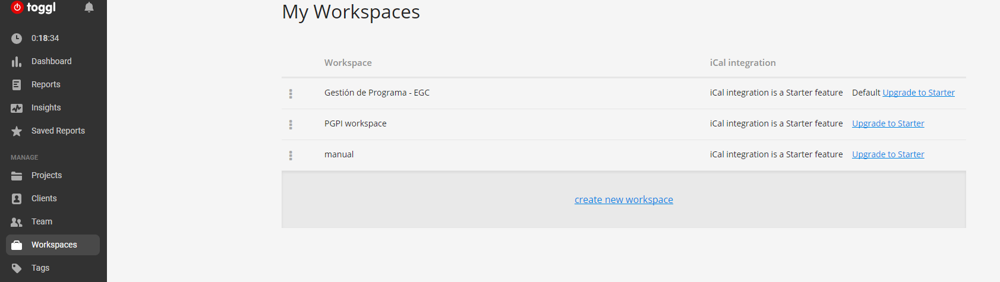 toggl
0:18:34
Dashboard
Reports
Insights
Saved Reports
MANAGE
Projects
Clients
Team
Workspaces
Tags
My Workspaces
Workspace iCal integration
Gestión de Programa - EGC iCal integration is a Starter feature Default Upgrade to Starter
PGPI workspace iCal integration is a Starter feature Upgrade to Starter
manual iCal integration is a Starter feature Upgrade to Starter
create new workspace